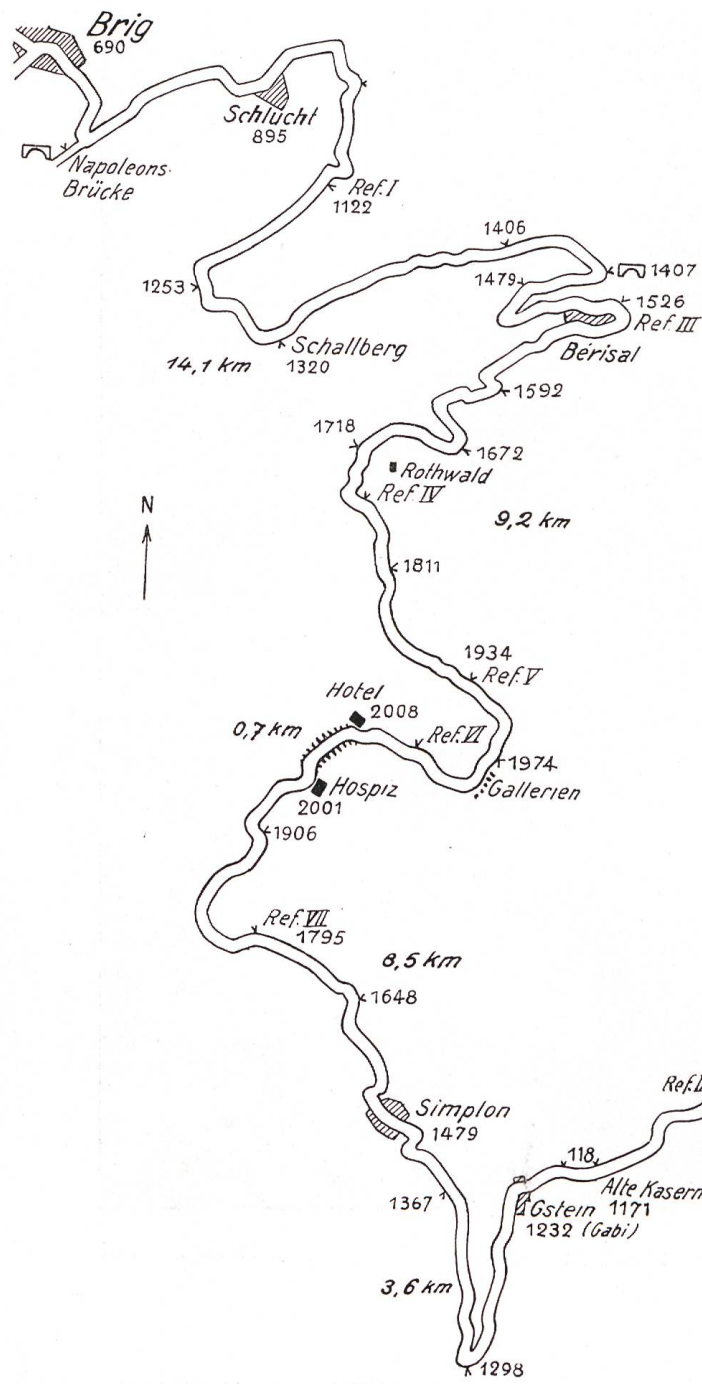 Brig
690
Schlucht
895
Napoleons-
Brücke
Ref. I
1122
1406
1407
1479
1526
1253
Ref. III
Schallberg
1320
Bérisal
14,1 km
1592
1718
1672
Rothwald
Ref. IV
N
9,2 km
1811
1934
Ref. V
Hotel
2008
0,7 km
Ref. VI
1974
Gallerien
Hospiz
2001
1906
Ref. VII
1795
8,5 km
1648
Simplon
1479
118
Alte Kasern
1367
Gstein 1171
1232 (Gabi)
3,6 km
1298